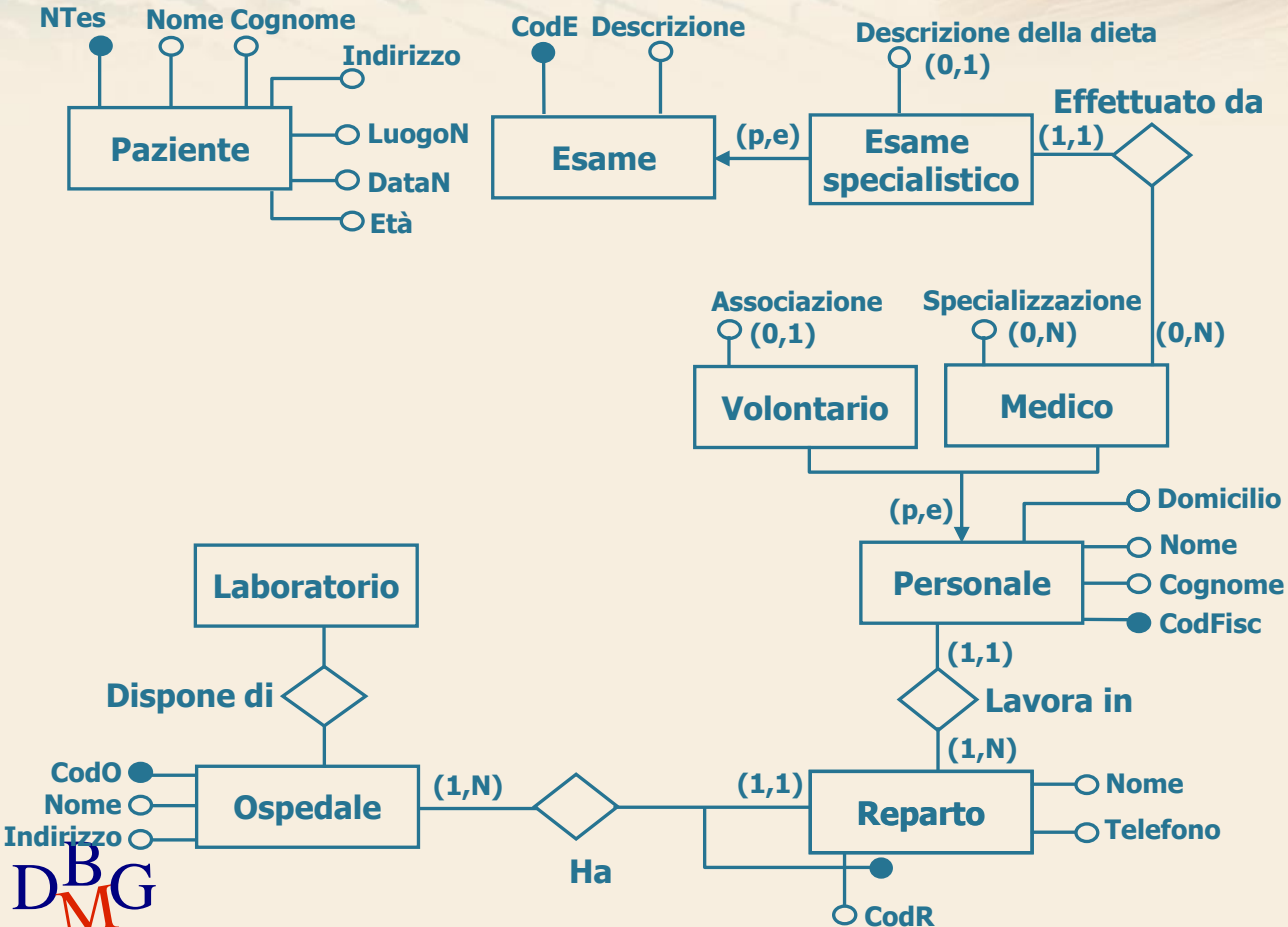 NTes
Nome Cognome
Indirizzo
Paziente
LuogoN
DataN
Età
CodE Descrizione
Esame
(p,e)
Descrizione della dieta
(0,1)
Esame
specialistico
Effettuato da
(1,1)
(0,N)
Associazione
(0,1)
Volontario
Specializzazione
(0,N)
Medico
(p,e)
Personale
Domicilio
Nome
Cognome
CodFisc
(1,1)
Lavora in
(1,N)
Laboratorio
Dispone di
CodO
Nome
Indirizzo
Ospedale
(1,N)
Ha
(1,1)
Reparto
Nome
Telefono
CodR
DBMG